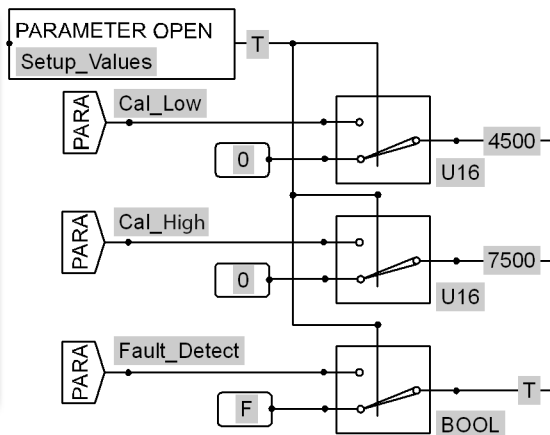 PARAMETER OPEN
Setup_Values
T
PARA
Cal_Low
0
4500
U16
PARA
Cal_High
0
7500
U16
PARA
Fault_Detect
F
T
BOOL